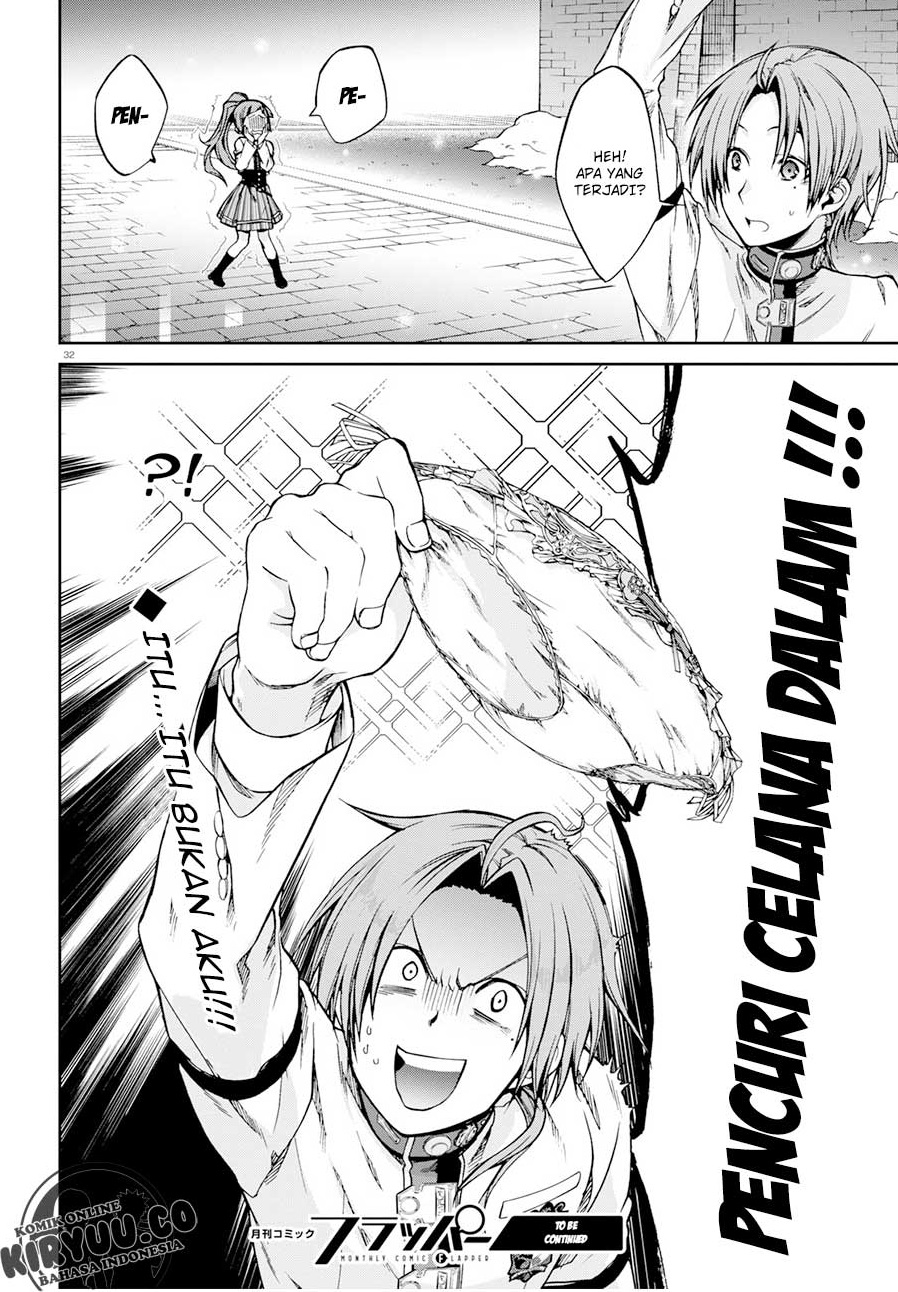 HEH!
APA YANG
TERJADI?
PE-
PEN-
32
PENCURI CELANA DALAM !!!
?!
◆ ITU... ITU BUKAN AKU!!!
KOMIK ONLINE
KIRYUU.CO
BAHASA INDONESIA
月刊コミック
フラッパー
MONTHLY COMIC FLAPPER
TO BE
CONTINUED